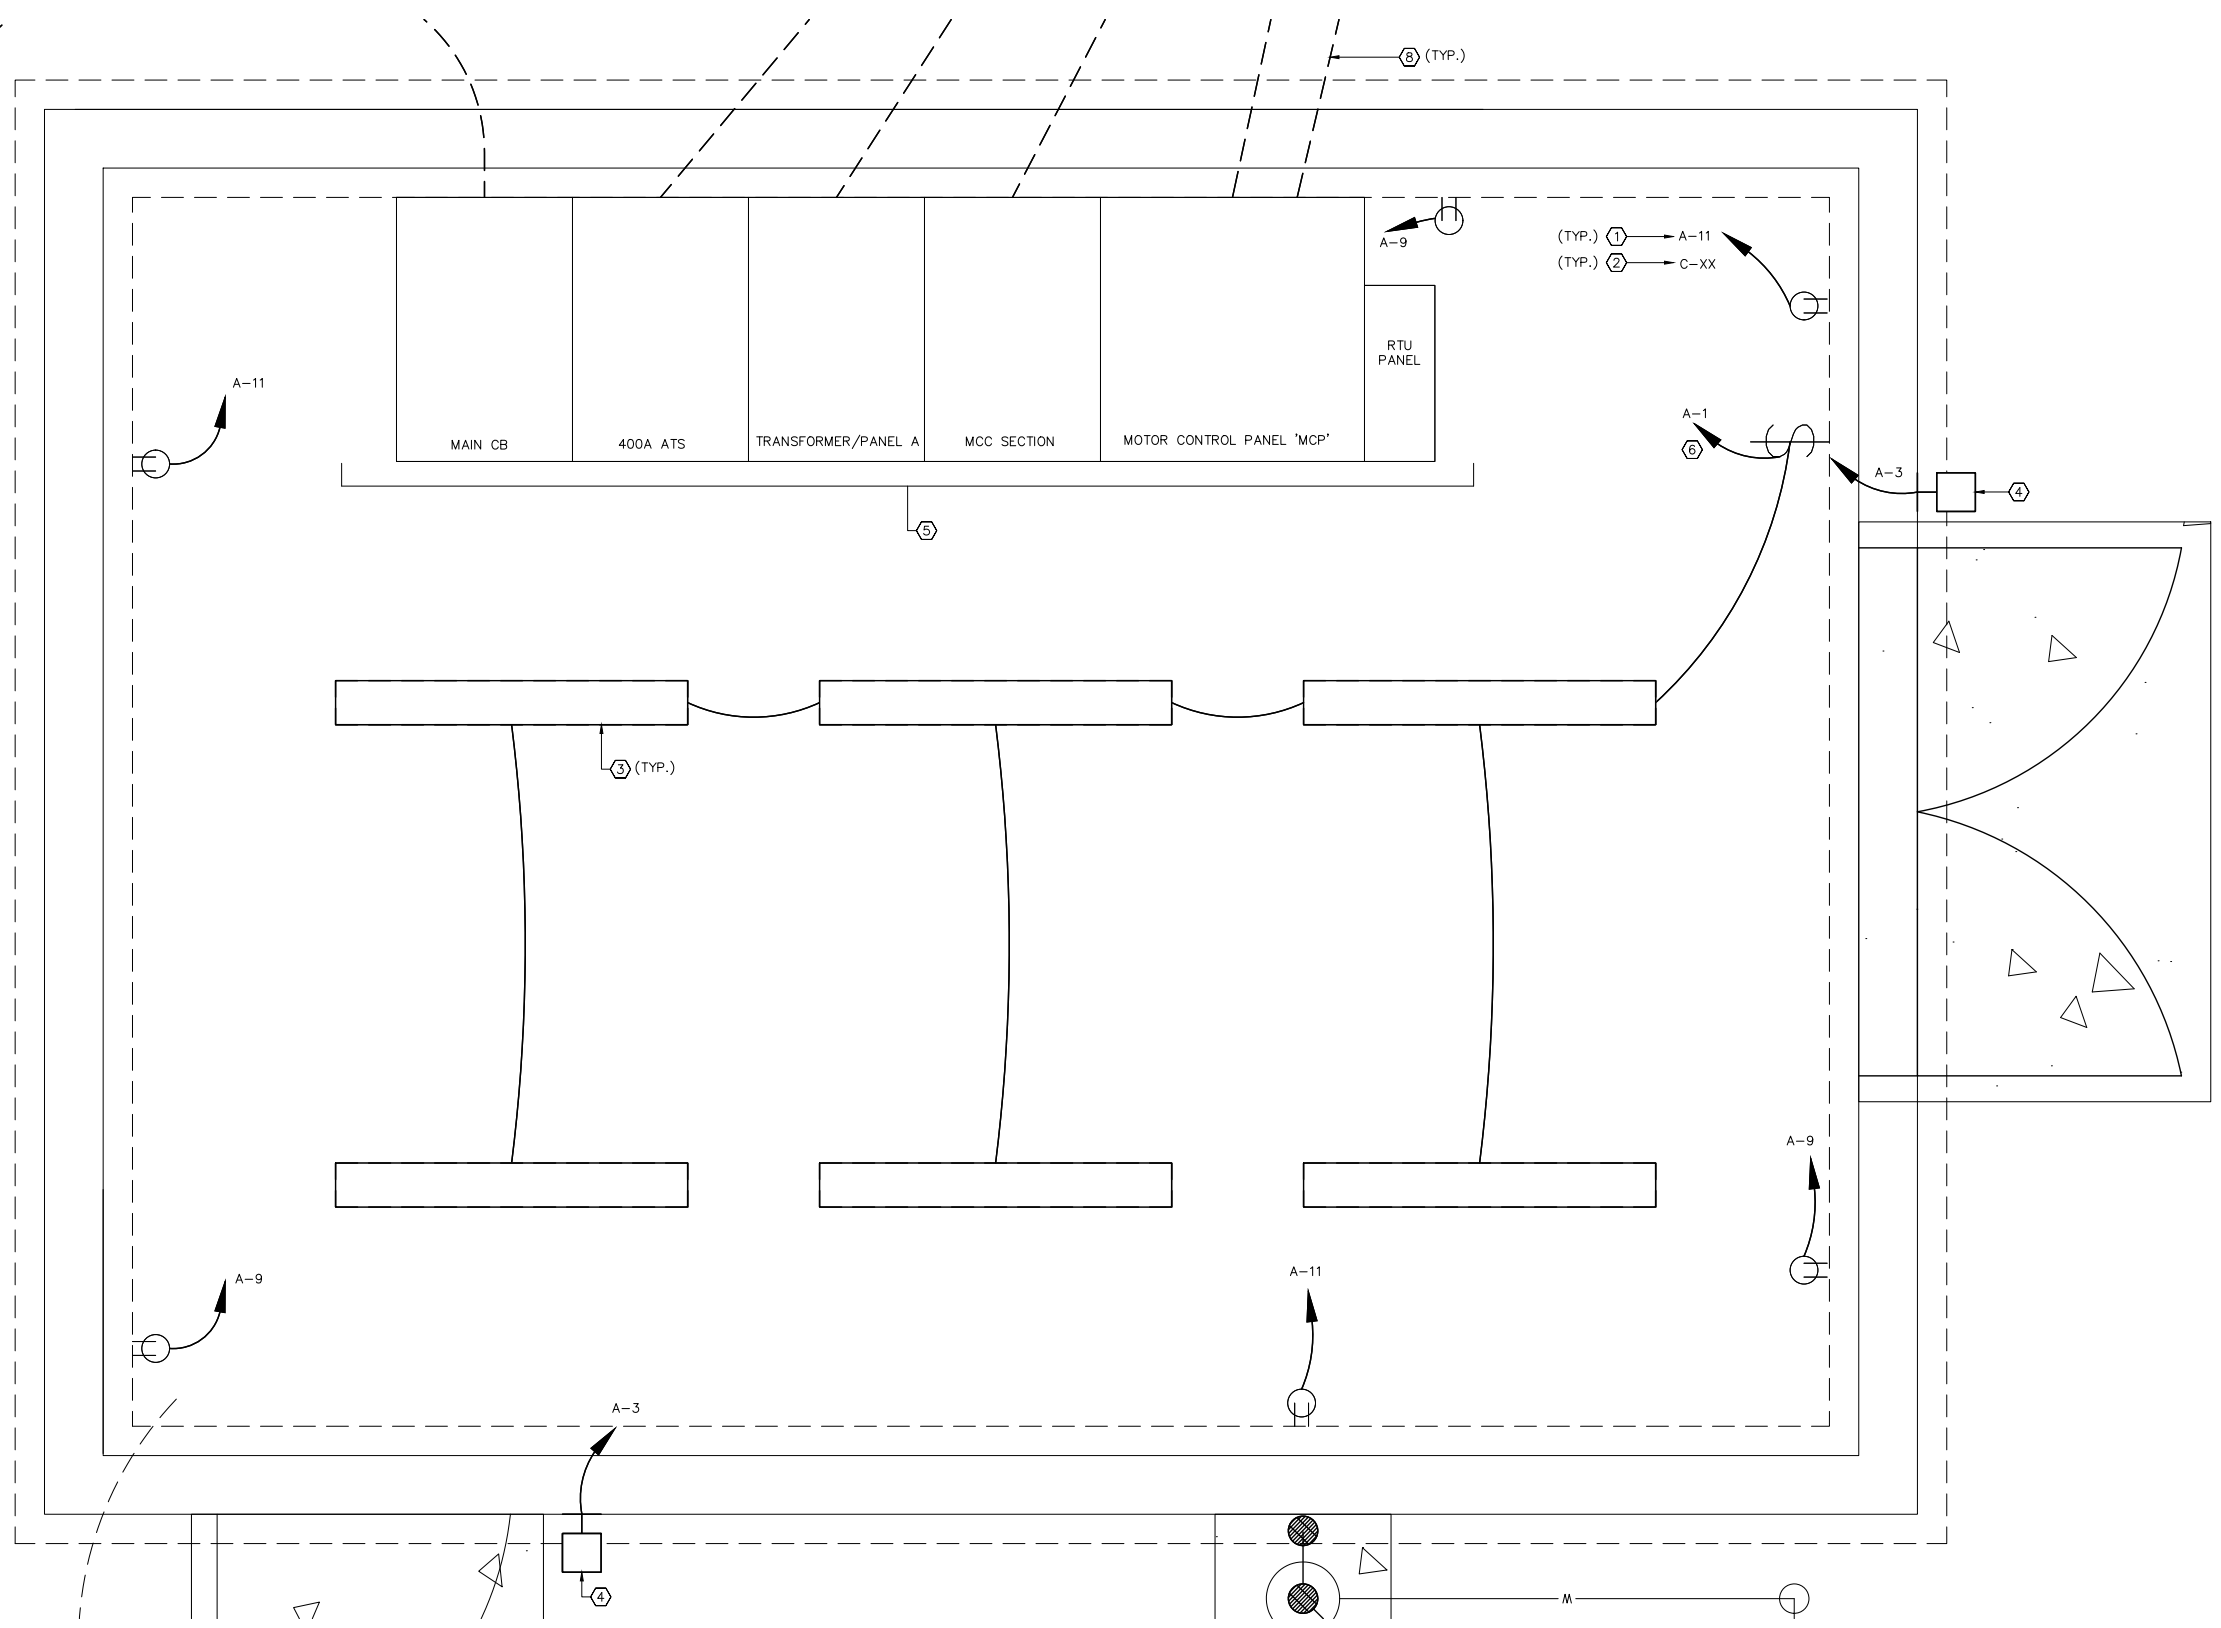 8 (TYP.)
A-9
(TYP.) 1 A-11
(TYP.) 2 C-XX
RTU
PANEL
A-11
MAIN CB
400A ATS
TRANSFORMER/PANEL A
MCC SECTION
MOTOR CONTROL PANEL 'MCP'
A-1
6
A-3
4
5
3 (TYP.)
A-9
A-11
A-9
A-3
4
W